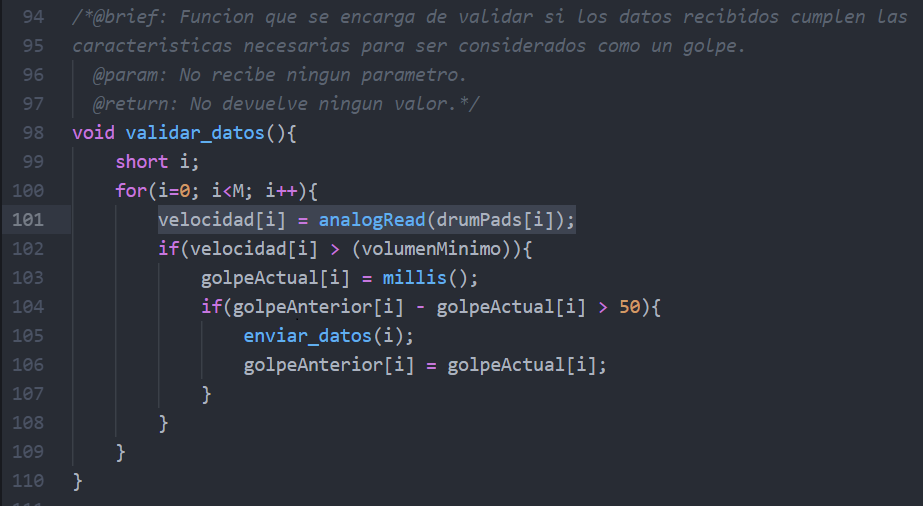 94 /*@brief: Funcion que se encarga de validar si los datos recibidos cumplen las
95 caracteristicas necesarias para ser considerados como un golpe.
96 @param: No recibe ningun parametro.
97 @return: No devuelve ningun valor.*/
98 void validar_datos(){
99 short i;
100 for(i=0; i<M; i++){
101 velocidad[i] = analogRead(drumPads[i]);
102 if(velocidad[i] > (volumenMinimo)){
103 golpeActual[i] = millis();
104 if(golpeAnterior[i] - golpeActual[i] > 50){
105 enviar_datos(i);
106 golpeAnterior[i] = golpeActual[i];
107 }
108 }
109 }
110 }